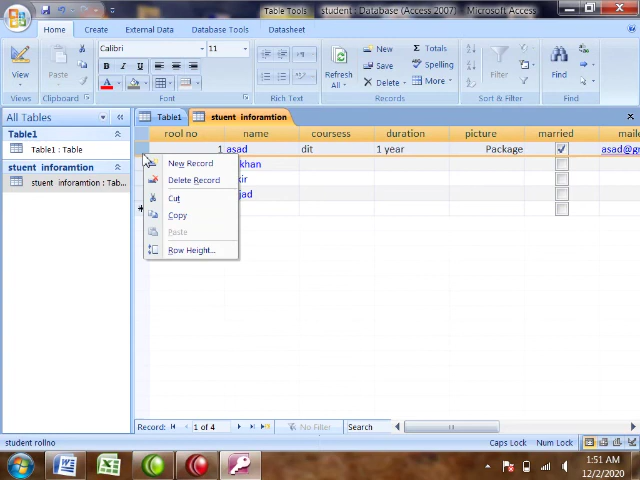 Table Tools
student : Database (Access 2007) - Microsoft Access
Home
Create
External Data
Database Tools
Datasheet
View
Paste
Calibri
11
B
I
U
A
Refresh
All
New
Save
Delete
Totals
Spelling
More
Filter
Find
Views
Clipboard
Font
Rich Text
Records
Sort & Filter
Find
All Tables
Table1
stuent inforamtion
Table1
Table1 : Table
stuent inforamtion
stuent inforamtion : Tab...
rool no
name
coursess
duration
picture
married
maile
1
asad
dit
1 year
Package
asad@gr
khan
kir
jad
New Record
Delete Record
Cut
Copy
Paste
Row Height...
Record:
1 of 4
No Filter
Search
student rollno
Caps Lock
Num Lock
1:51 AM
12/2/2020